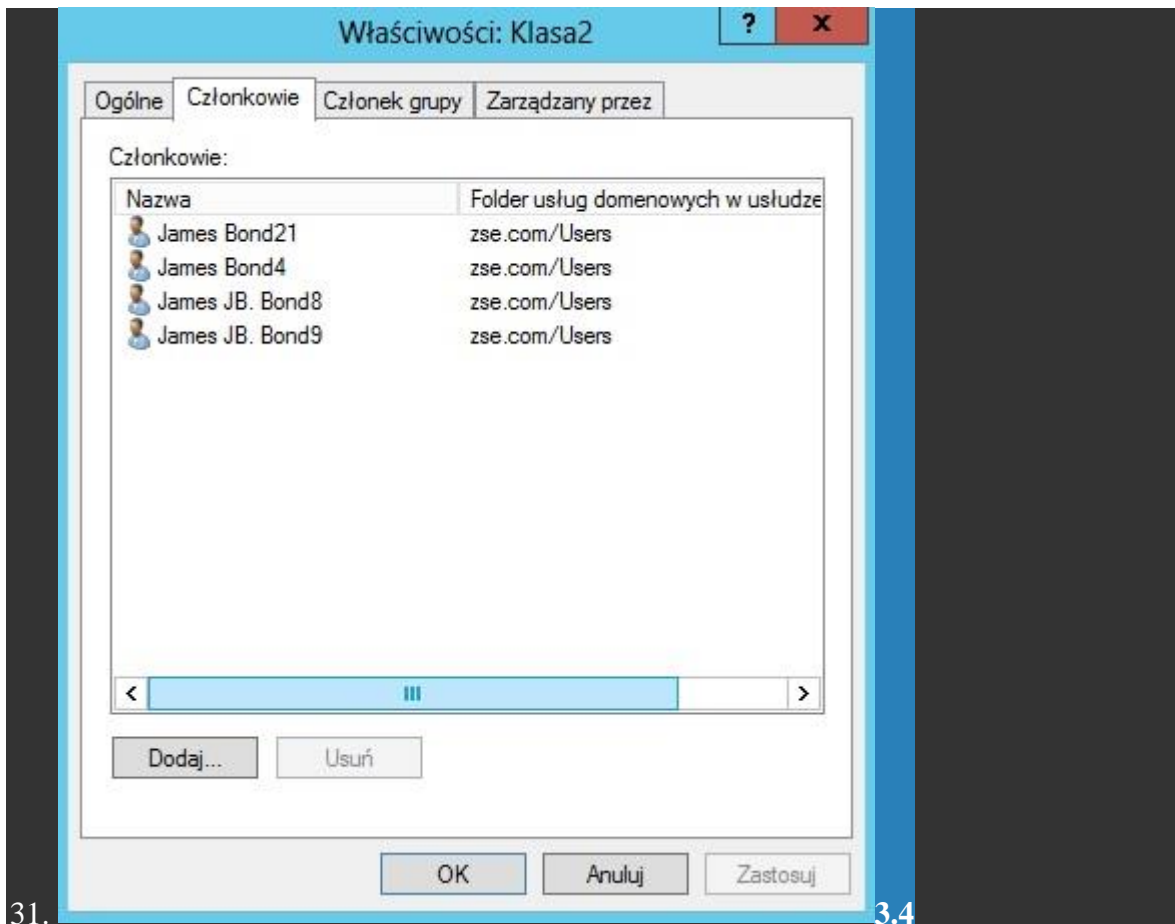 Właściwości: Klasa2
? x
Ogólne Członkowie Członek grupy Zarządzany przez
Członkowie:
Nazwa Folder usług domenowych w usłudze
James Bond21 zse.com/Users
James Bond4 zse.com/Users
James JB. Bond8 zse.com/Users
James JB. Bond9 zse.com/Users
Dodaj... Usuń
OK Anuluj Zastosuj
31. 3.4